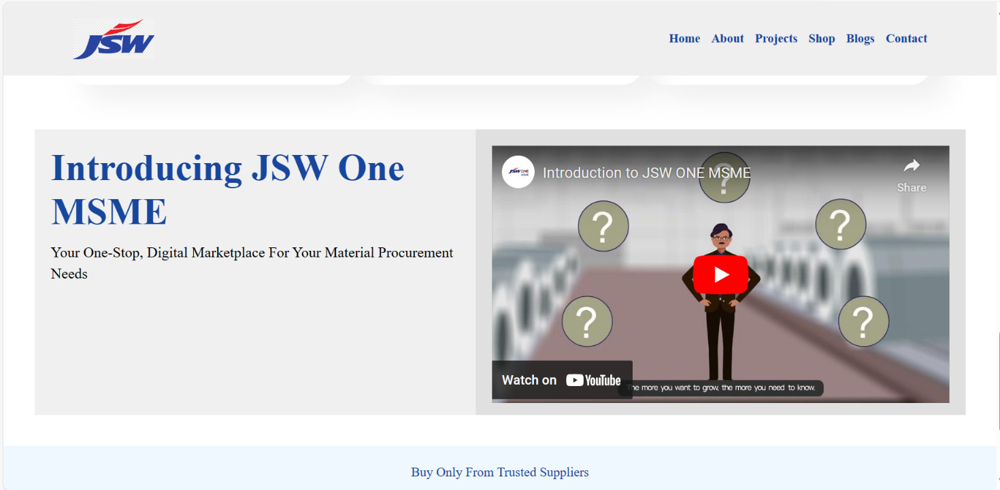 JSW
Home About Projects Shop Blogs Contact
Introducing JSW One
MSME
Your One-Stop, Digital Marketplace For Your Material Procurement
Needs
JSW ONE
MSME
Introduction to JSW ONE MSME
Share
?
? ?
? ?
Watch on YouTube
The more you want to grow, the more you need to know.
Buy Only From Trusted Suppliers